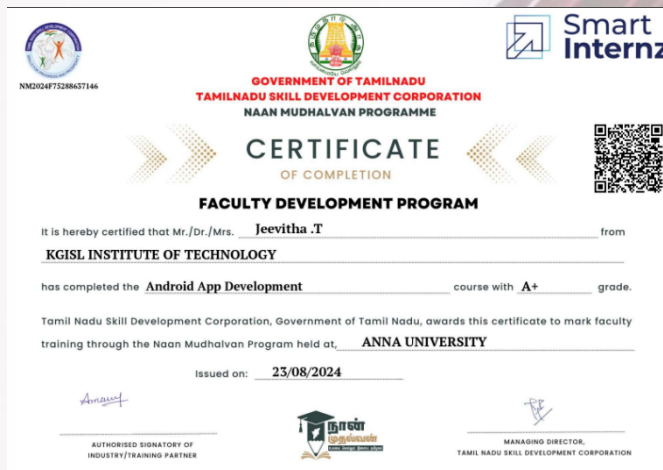 Smart
Internz
NM2024F75288637146
GOVERNMENT OF TAMILNADU
TAMILNADU SKILL DEVELOPMENT CORPORATION
NAAN MUDHALVAN PROGRAMME
CERTIFICATE
OF COMPLETION
FACULTY DEVELOPMENT PROGRAM
It is hereby certified that Mr./Dr./Mrs. Jeevitha .T from
KGISL INSTITUTE OF TECHNOLOGY
has completed the Android App Development course with A+ grade.
Tamil Nadu Skill Development Corporation, Government of Tamil Nadu, awards this certificate to mark faculty
training through the Naan Mudhalvan Program held at, ANNA UNIVERSITY
Issued on: 23/08/2024
நான்
முதல்வன்
AUTHORISED SIGNATORY OF
INDUSTRY/TRAINING PARTNER
MANAGING DIRECTOR,
TAMIL NADU SKILL DEVELOPMENT CORPORATION